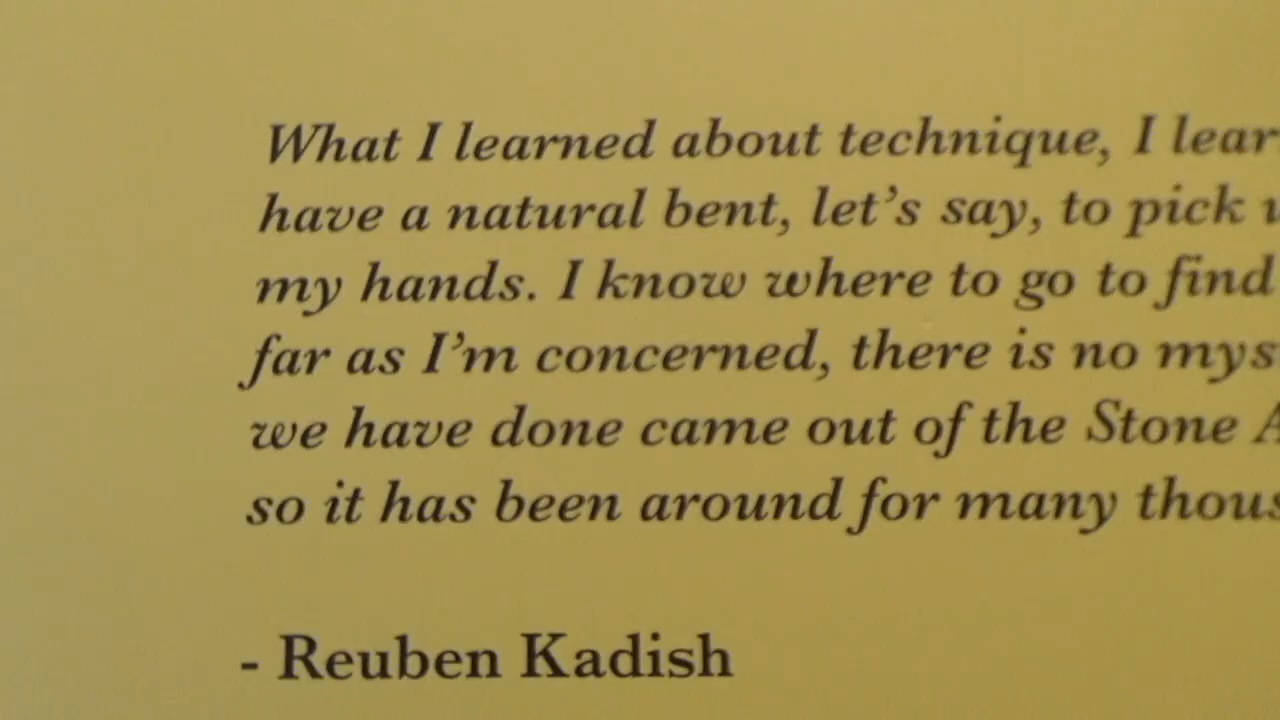 What I learned about technique, I lear
have a natural bent, let's say, to pick
my hands. I know where to go to find
far as I'm concerned, there is no mys
we have done came out of the Stone A
so it has been around for many thous
- Reuben Kadish